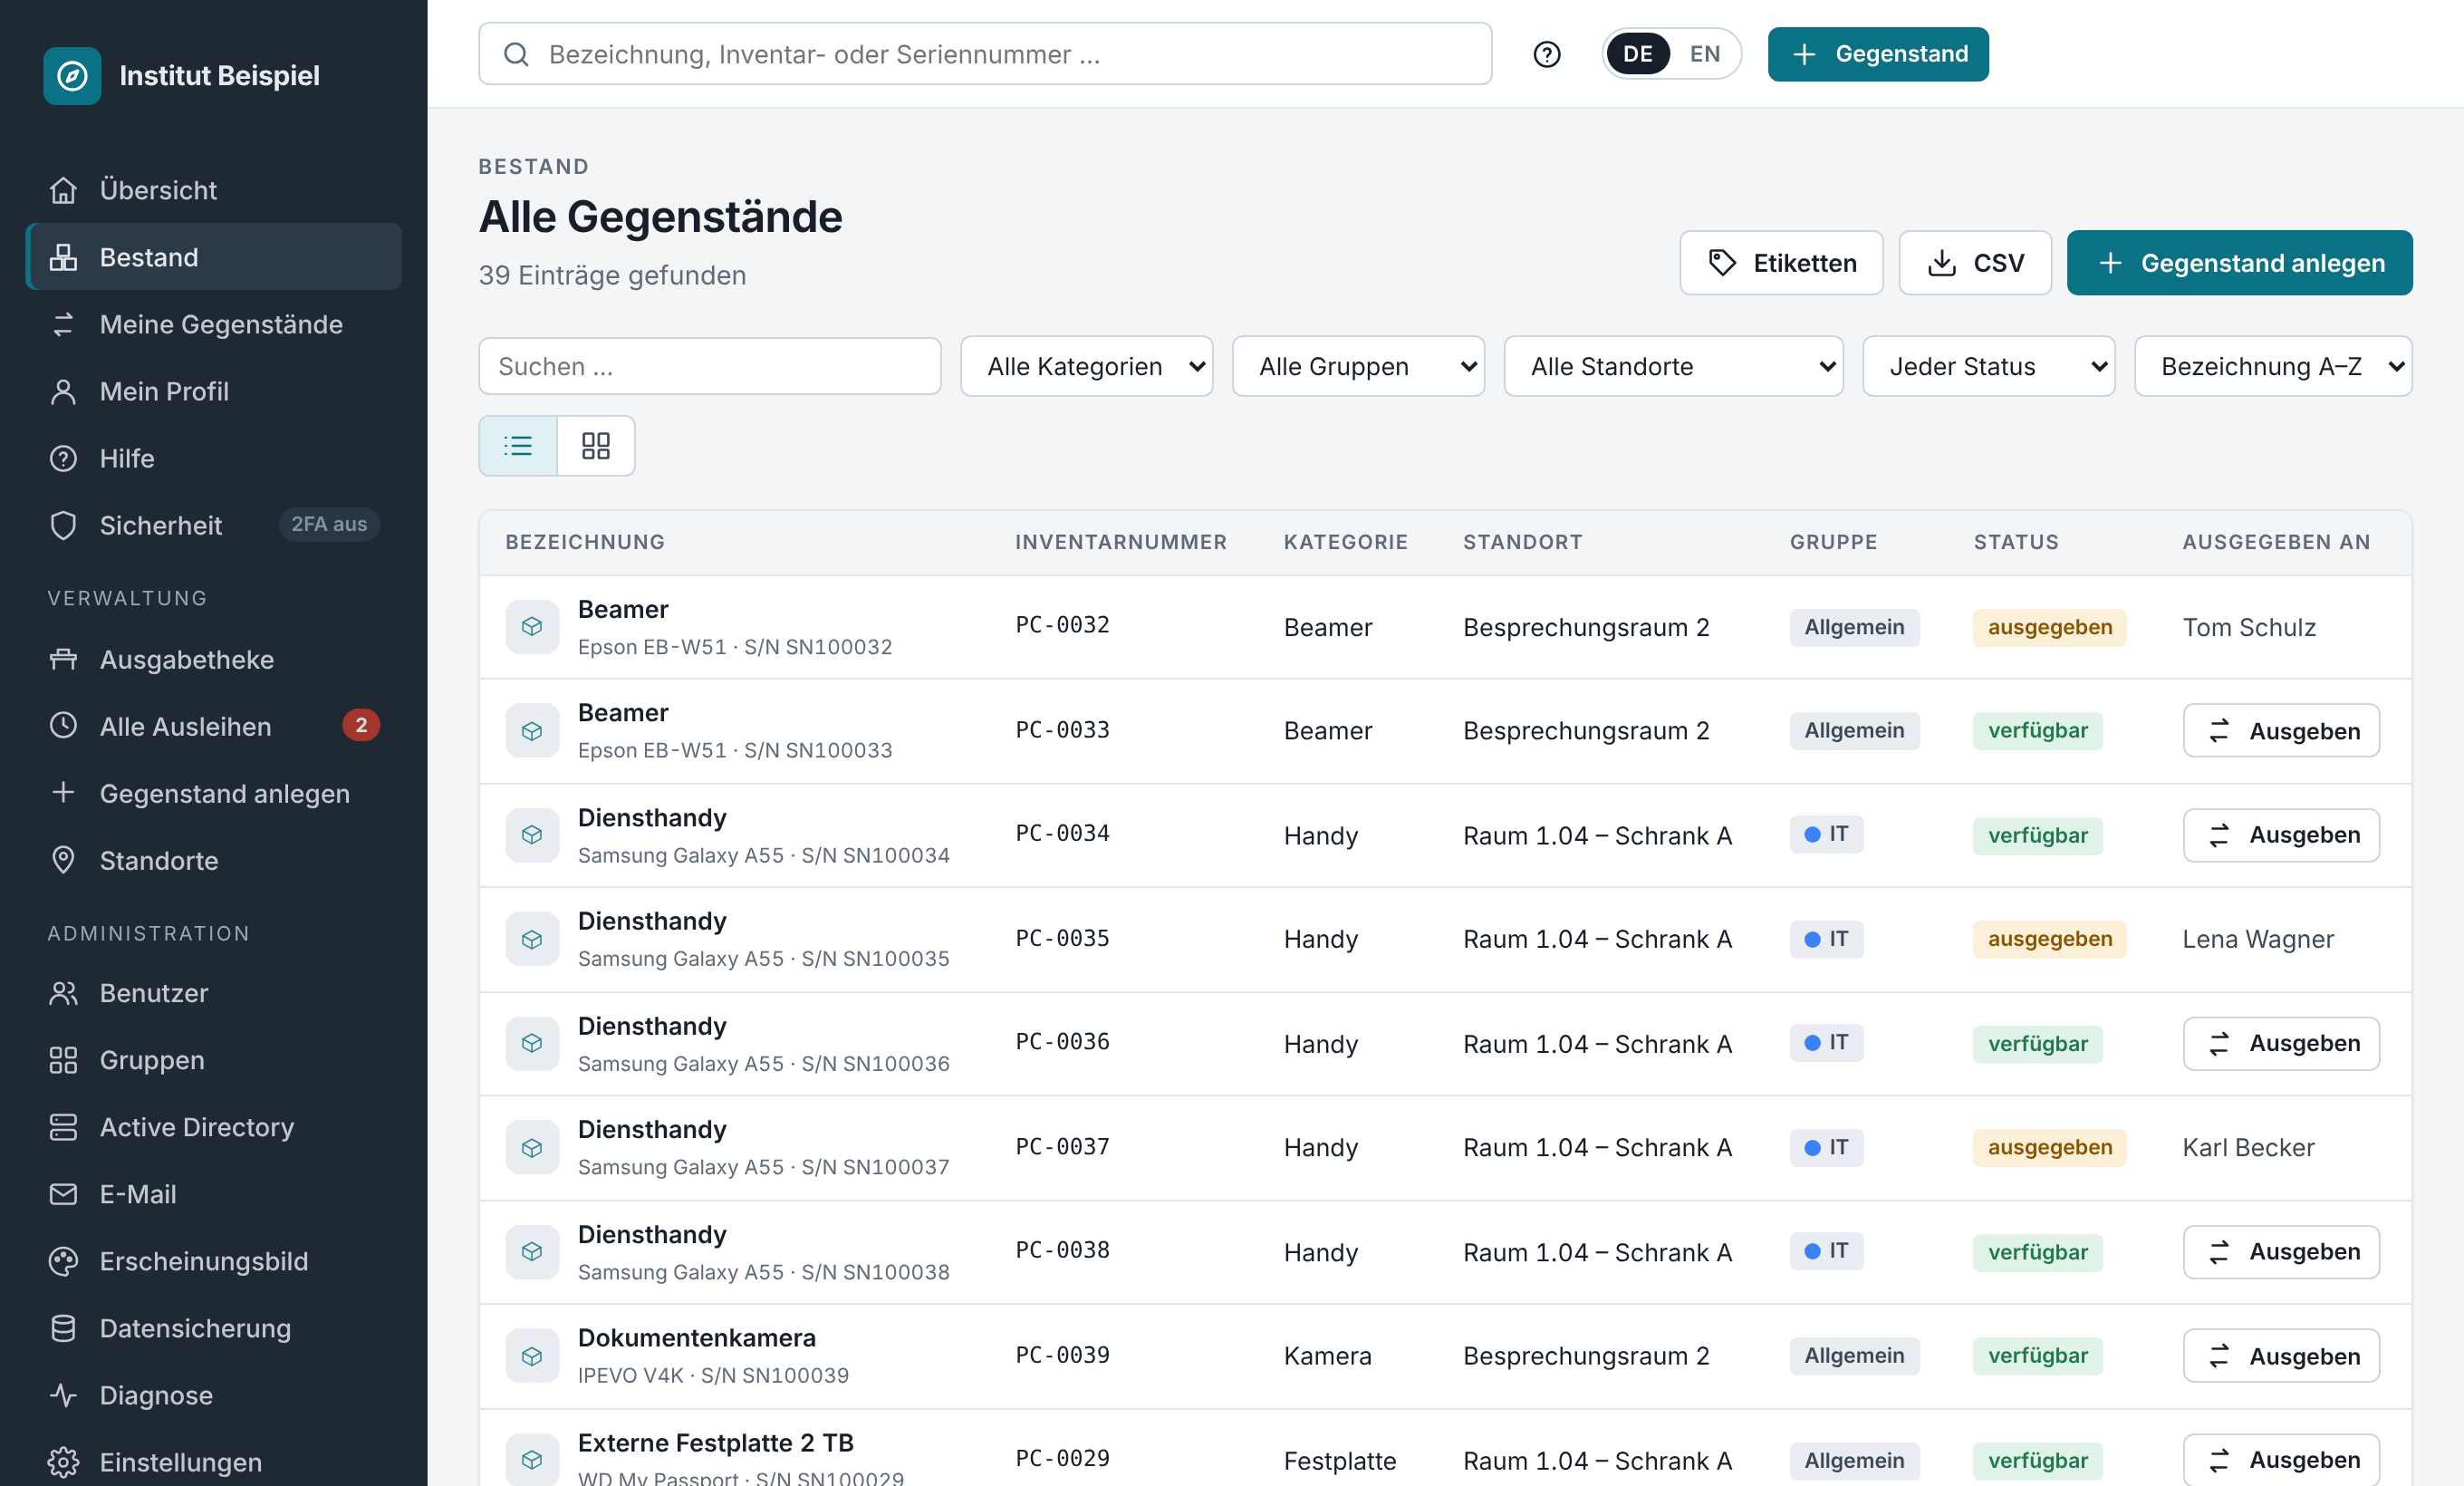 Institut Beispiel
Übersicht
Bestand
Meine Gegenstände
Mein Profil
Hilfe
Sicherheit 2FA aus
VERWALTUNG
Ausgabetheke
Alle Ausleihen 2
Gegenstand anlegen
Standorte
ADMINISTRATION
Benutzer
Gruppen
Active Directory
E-Mail
Erscheinungsbild
Datensicherung
Diagnose
Einstellungen
Bezeichnung, Inventar- oder Seriennummer ...
DE EN
Gegenstand
BESTAND
Alle Gegenstände
39 Einträge gefunden
Etiketten CSV Gegenstand anlegen
Suchen ... Alle Kategorien Alle Gruppen Alle Standorte Jeder Status Bezeichnung A–Z
BEZEICHNUNG INVENTARNUMMER KATEGORIE STANDORT GRUPPE STATUS AUSGEGEBEN AN
Beamer
Epson EB-W51 · S/N SN100032
PC-0032 Beamer Besprechungsraum 2 Allgemein ausgegeben Tom Schulz
Beamer
Epson EB-W51 · S/N SN100033
PC-0033 Beamer Besprechungsraum 2 Allgemein verfügbar Ausgeben
Diensthandy
Samsung Galaxy A55 · S/N SN100034
PC-0034 Handy Raum 1.04 – Schrank A IT verfügbar Ausgeben
Diensthandy
Samsung Galaxy A55 · S/N SN100035
PC-0035 Handy Raum 1.04 – Schrank A IT ausgegeben Lena Wagner
Diensthandy
Samsung Galaxy A55 · S/N SN100036
PC-0036 Handy Raum 1.04 – Schrank A IT verfügbar Ausgeben
Diensthandy
Samsung Galaxy A55 · S/N SN100037
PC-0037 Handy Raum 1.04 – Schrank A IT ausgegeben Karl Becker
Diensthandy
Samsung Galaxy A55 · S/N SN100038
PC-0038 Handy Raum 1.04 – Schrank A IT verfügbar Ausgeben
Dokumentenkamera
IPEVO V4K · S/N SN100039
PC-0039 Kamera Besprechungsraum 2 Allgemein verfügbar Ausgeben
Externe Festplatte 2 TB
WD My Passport · S/N SN100029
PC-0029 Festplatte Raum 1.04 – Schrank A Allgemein verfügbar Ausgeben